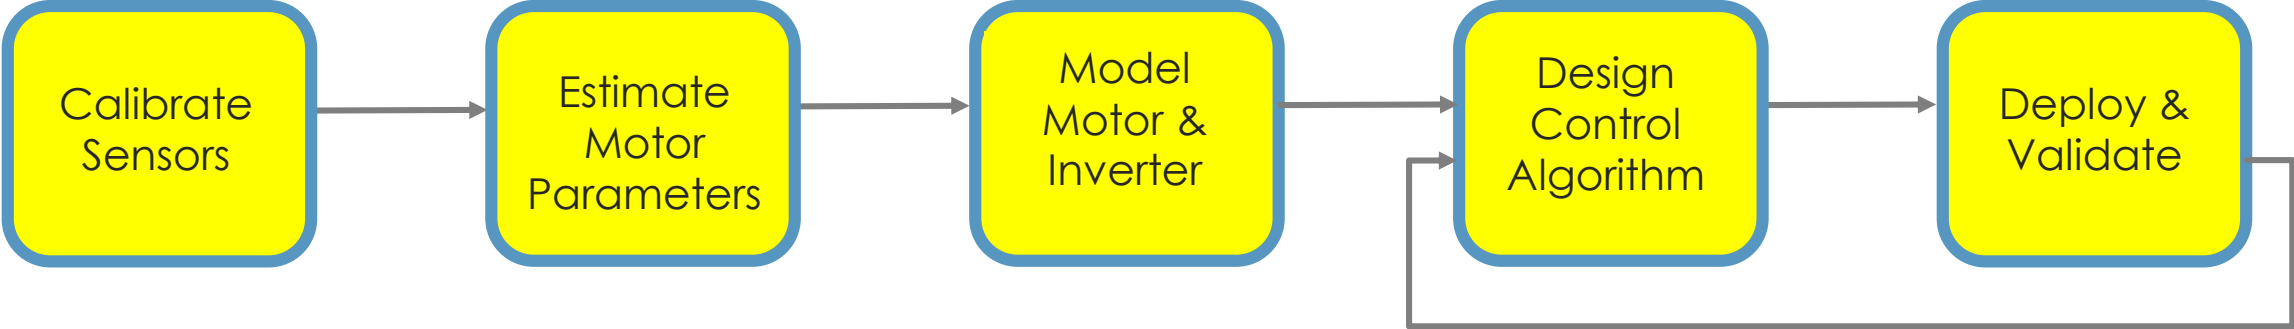 Calibrate
Sensors
Estimate
Motor
Parameters
Model
Motor &
Inverter
Design
Control
Algorithm
Deploy &
Validate